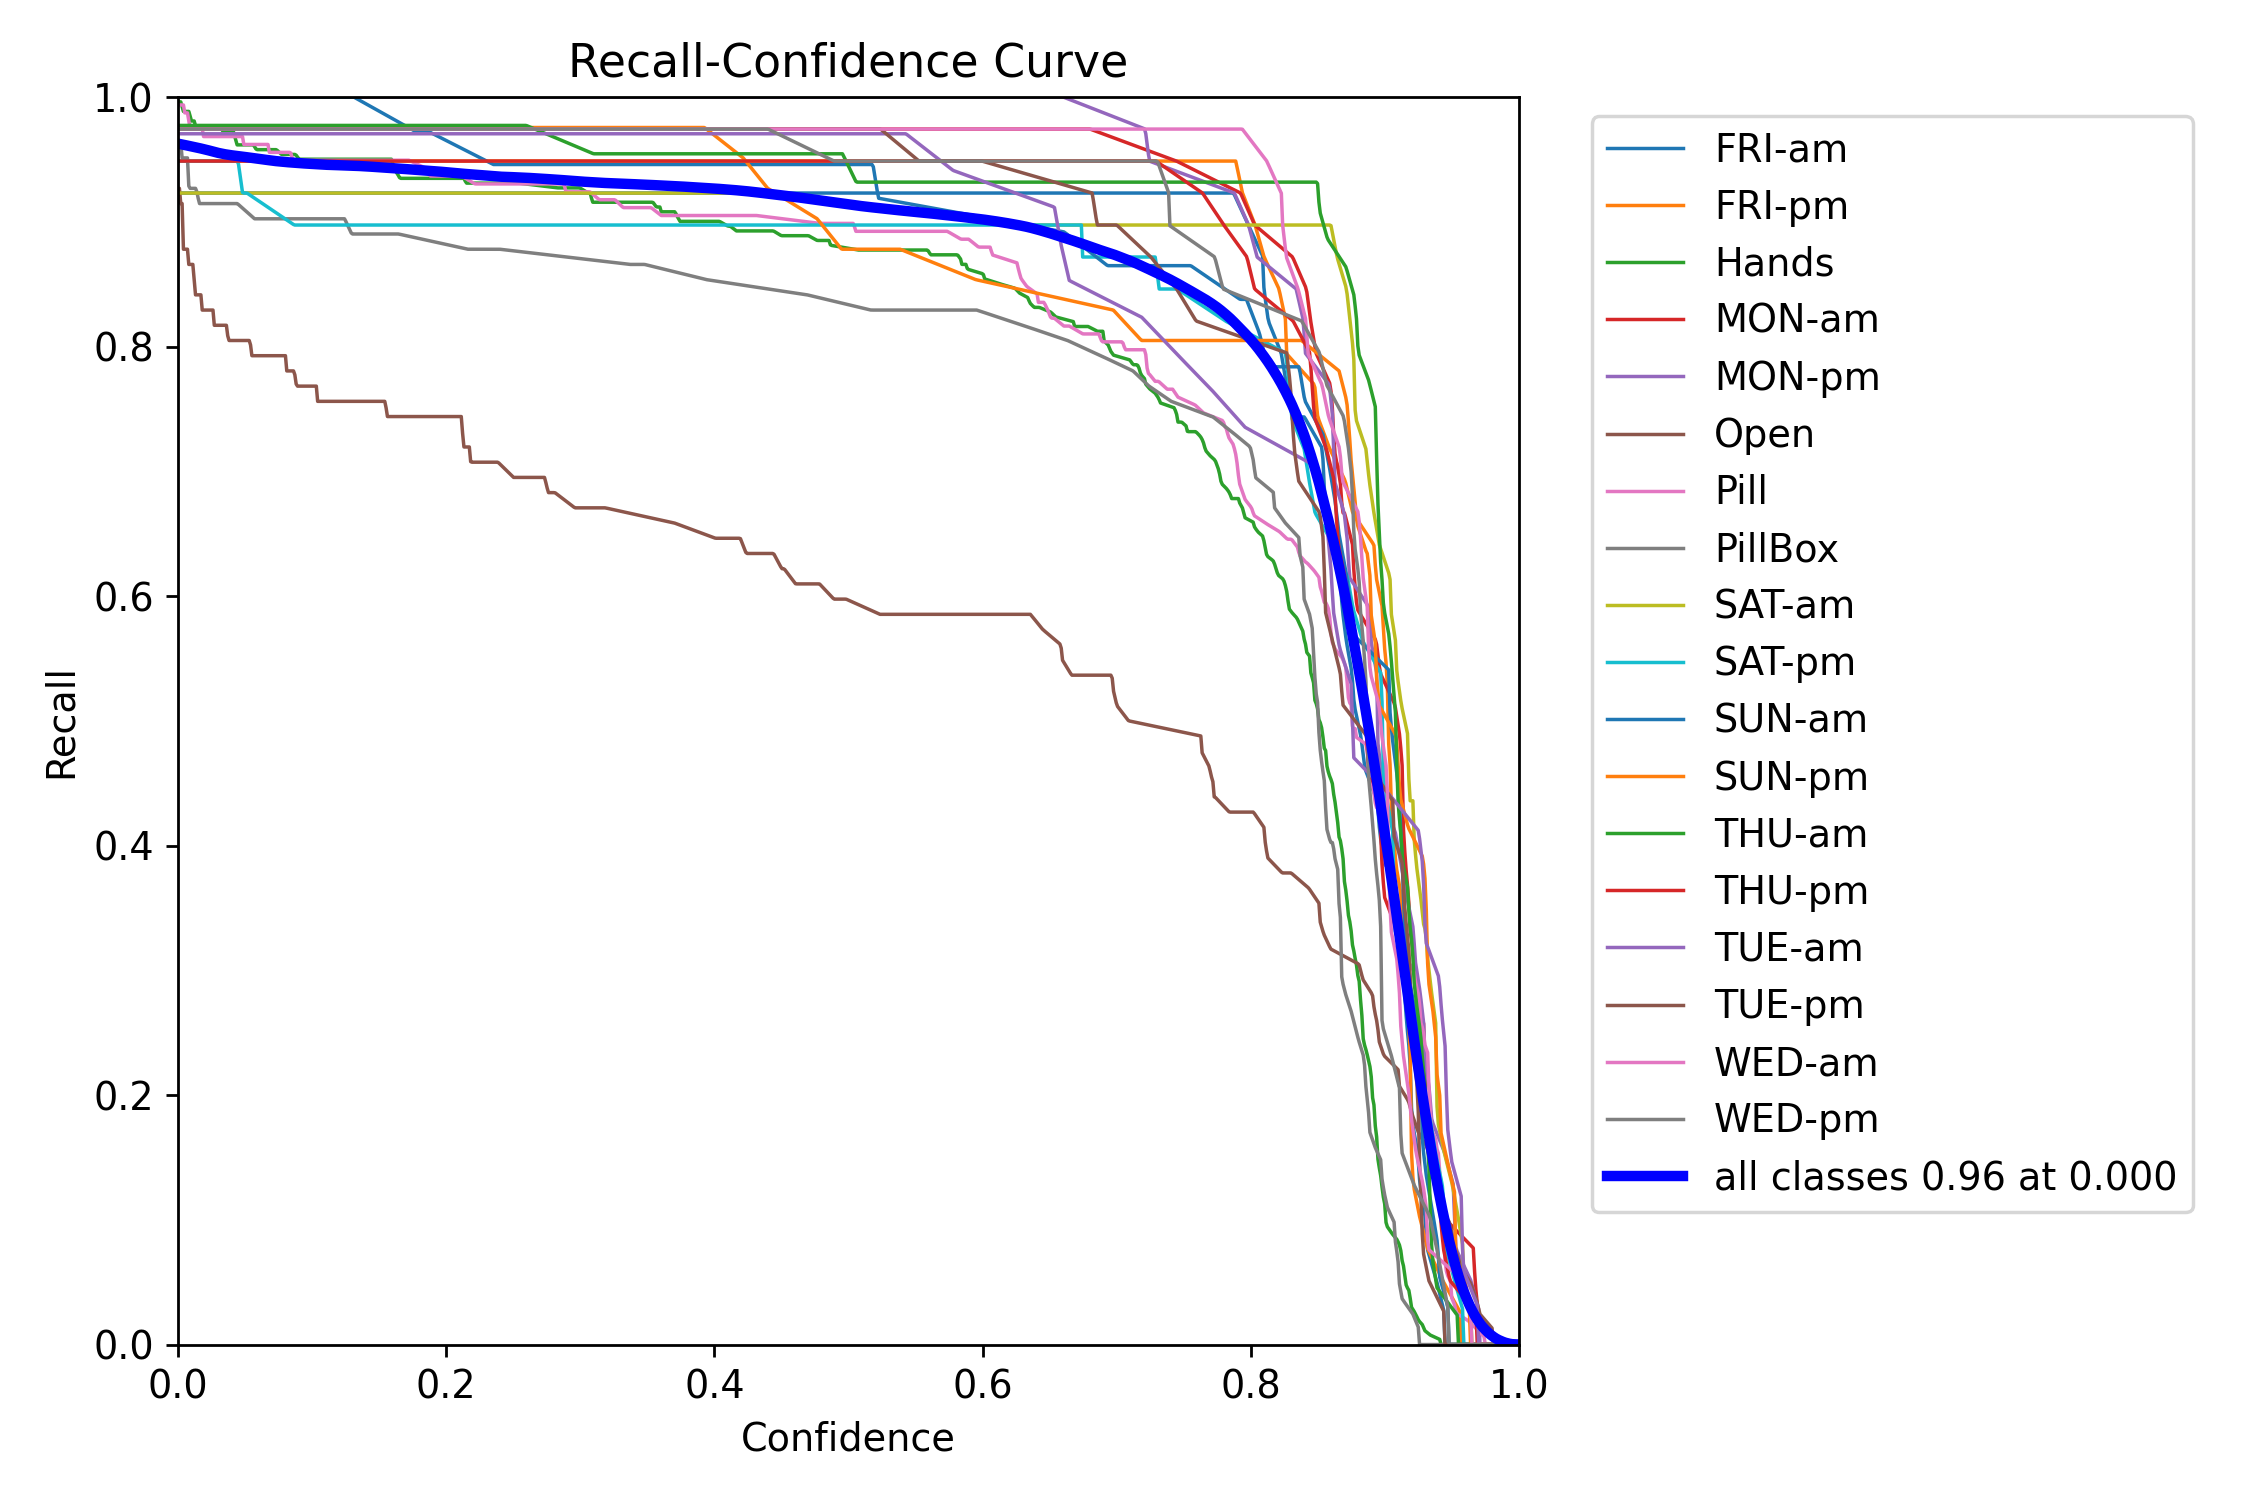 Recall-Confidence Curve
1.0
0.8
0.6
0.4
0.2
0.0
Recall
0.0 0.2 0.4 0.6 0.8 1.0
Confidence
FRI-am
FRI-pm
Hands
MON-am
MON-pm
Open
Pill
PillBox
SAT-am
SAT-pm
SUN-am
SUN-pm
THU-am
THU-pm
TUE-am
TUE-pm
WED-am
WED-pm
all classes 0.96 at 0.000